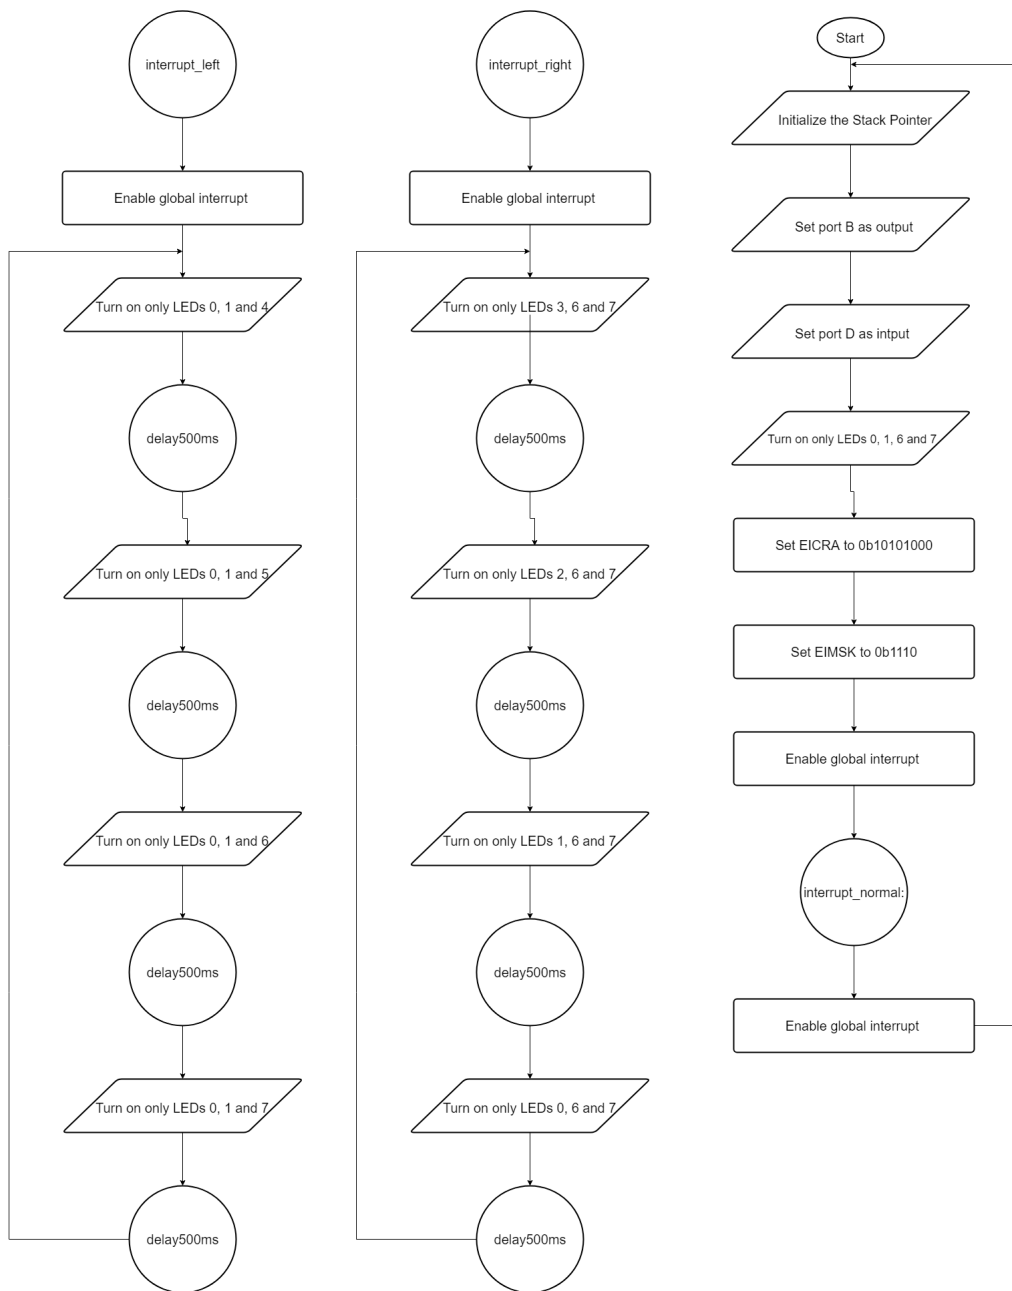 interrupt_left
Enable global interrupt
Turn on only LEDs 0, 1 and 4
delay500ms
Turn on only LEDs 0, 1 and 5
delay500ms
Turn on only LEDs 0, 1 and 6
delay500ms
Turn on only LEDs 0, 1 and 7
delay500ms
interrupt_right
Enable global interrupt
Turn on only LEDs 3, 6 and 7
delay500ms
Turn on only LEDs 2, 6 and 7
delay500ms
Turn on only LEDs 1, 6 and 7
delay500ms
Turn on only LEDs 0, 6 and 7
delay500ms
Start
Initialize the Stack Pointer
Set port B as output
Set port D as intput
Turn on only LEDs 0, 1, 6 and 7
Set EICRA to 0b10101000
Set EIMSK to 0b1110
Enable global interrupt
interrupt_normal:
Enable global interrupt